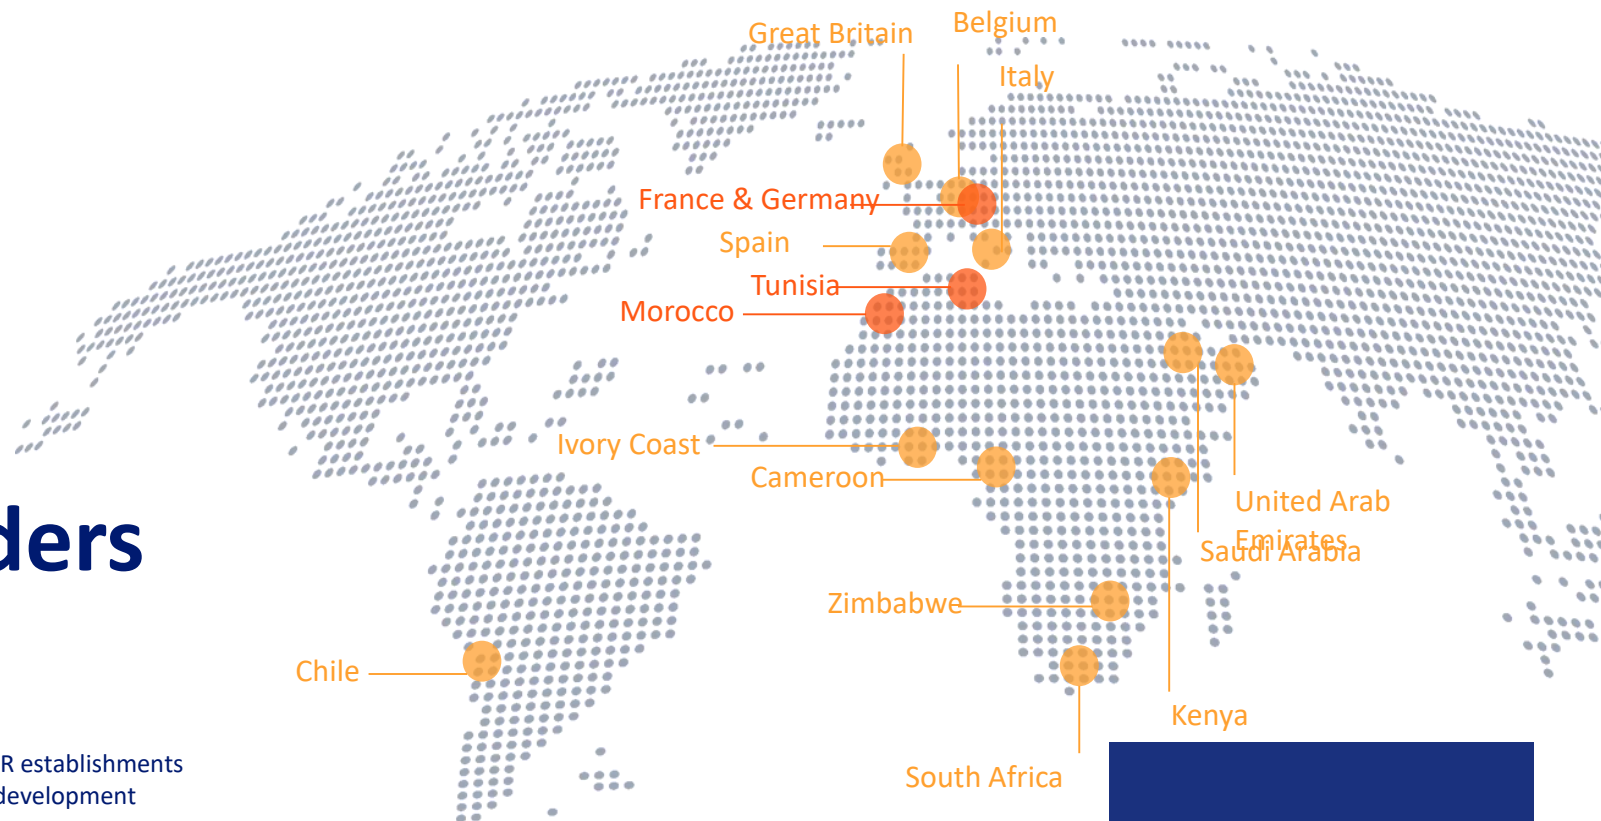 Great Britain
Belgium
Italy
France & Germany
Spain
Tunisia
Morocco
Ivory Coast
Cameroon
United Arab
Emirates
Saudi Arabia
ders
Zimbabwe
Chile
Kenya
South Africa
R establishments
development